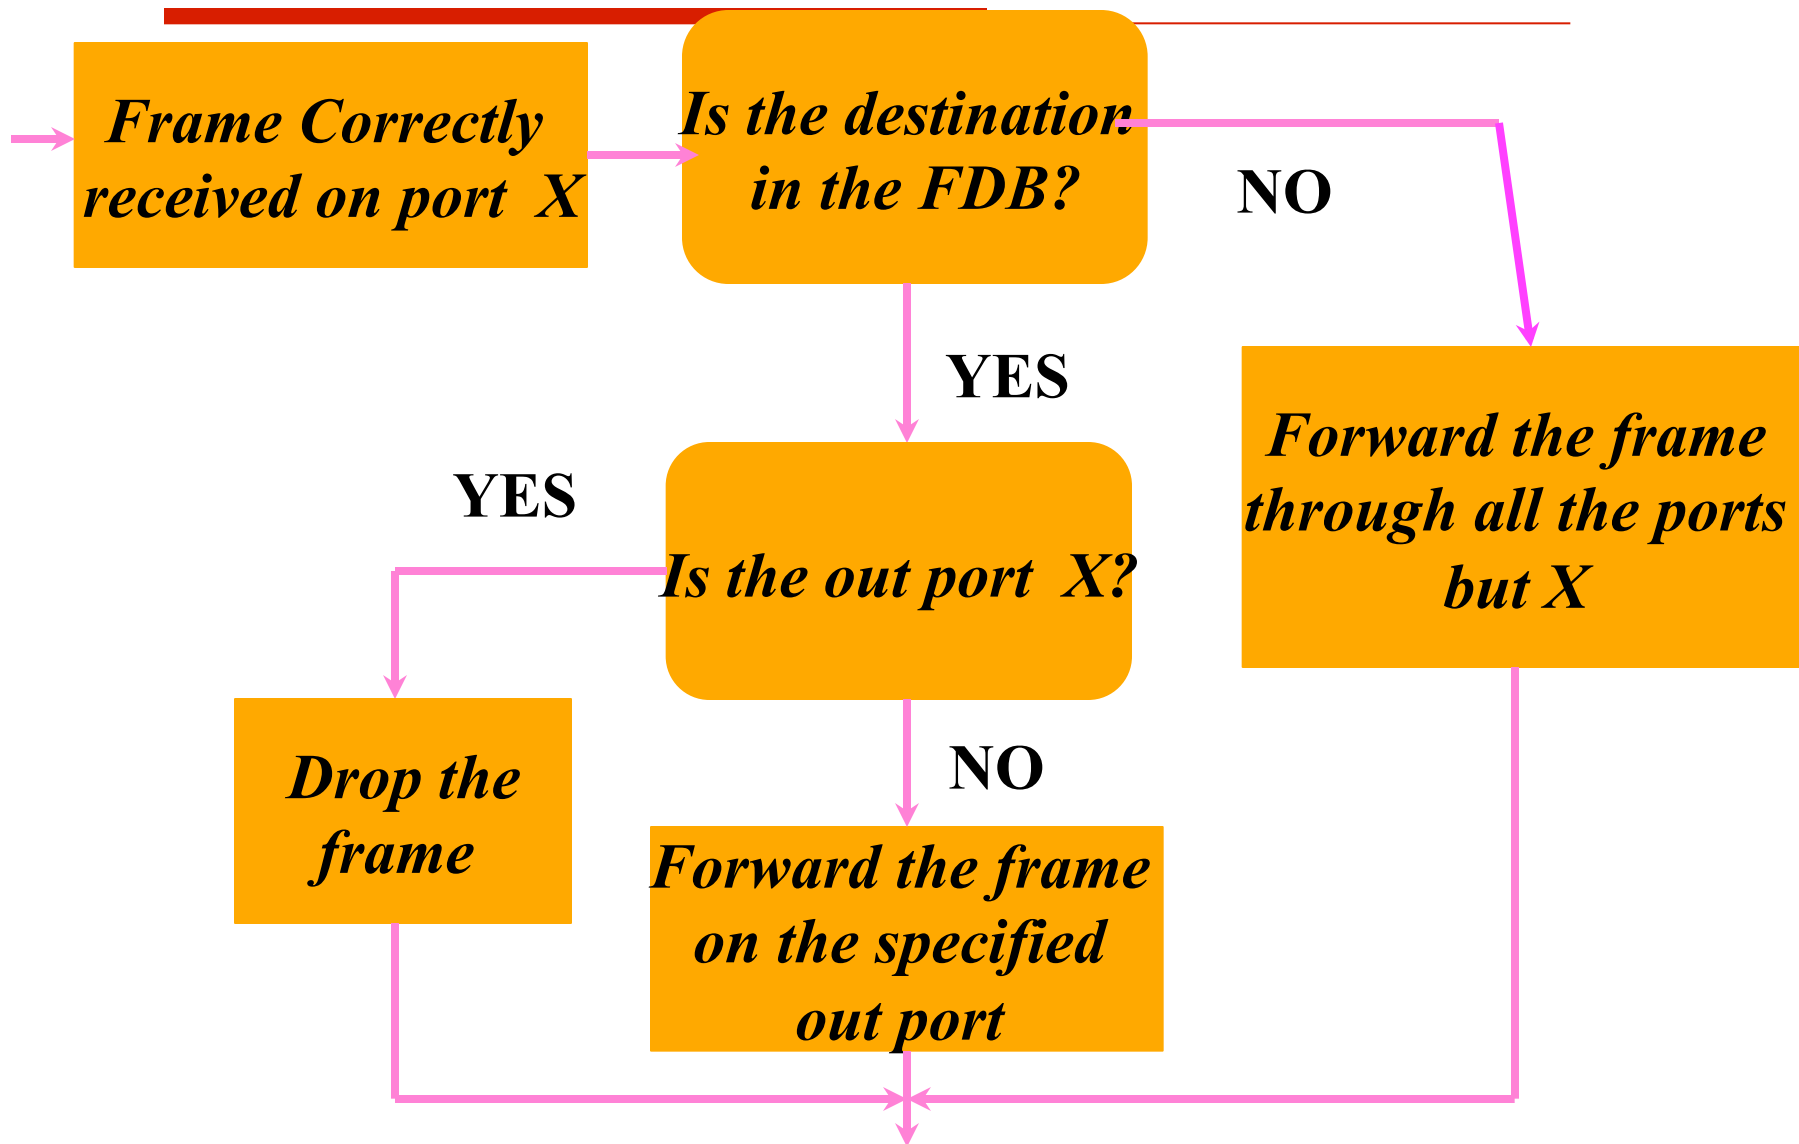 Frame Correctly
received on port X
Is the destination
in the FDB?
NO
YES
Forward the frame
through all the ports
but X
YES
Is the out port X?
Drop the
frame
NO
Forward the frame
on the specified
out port